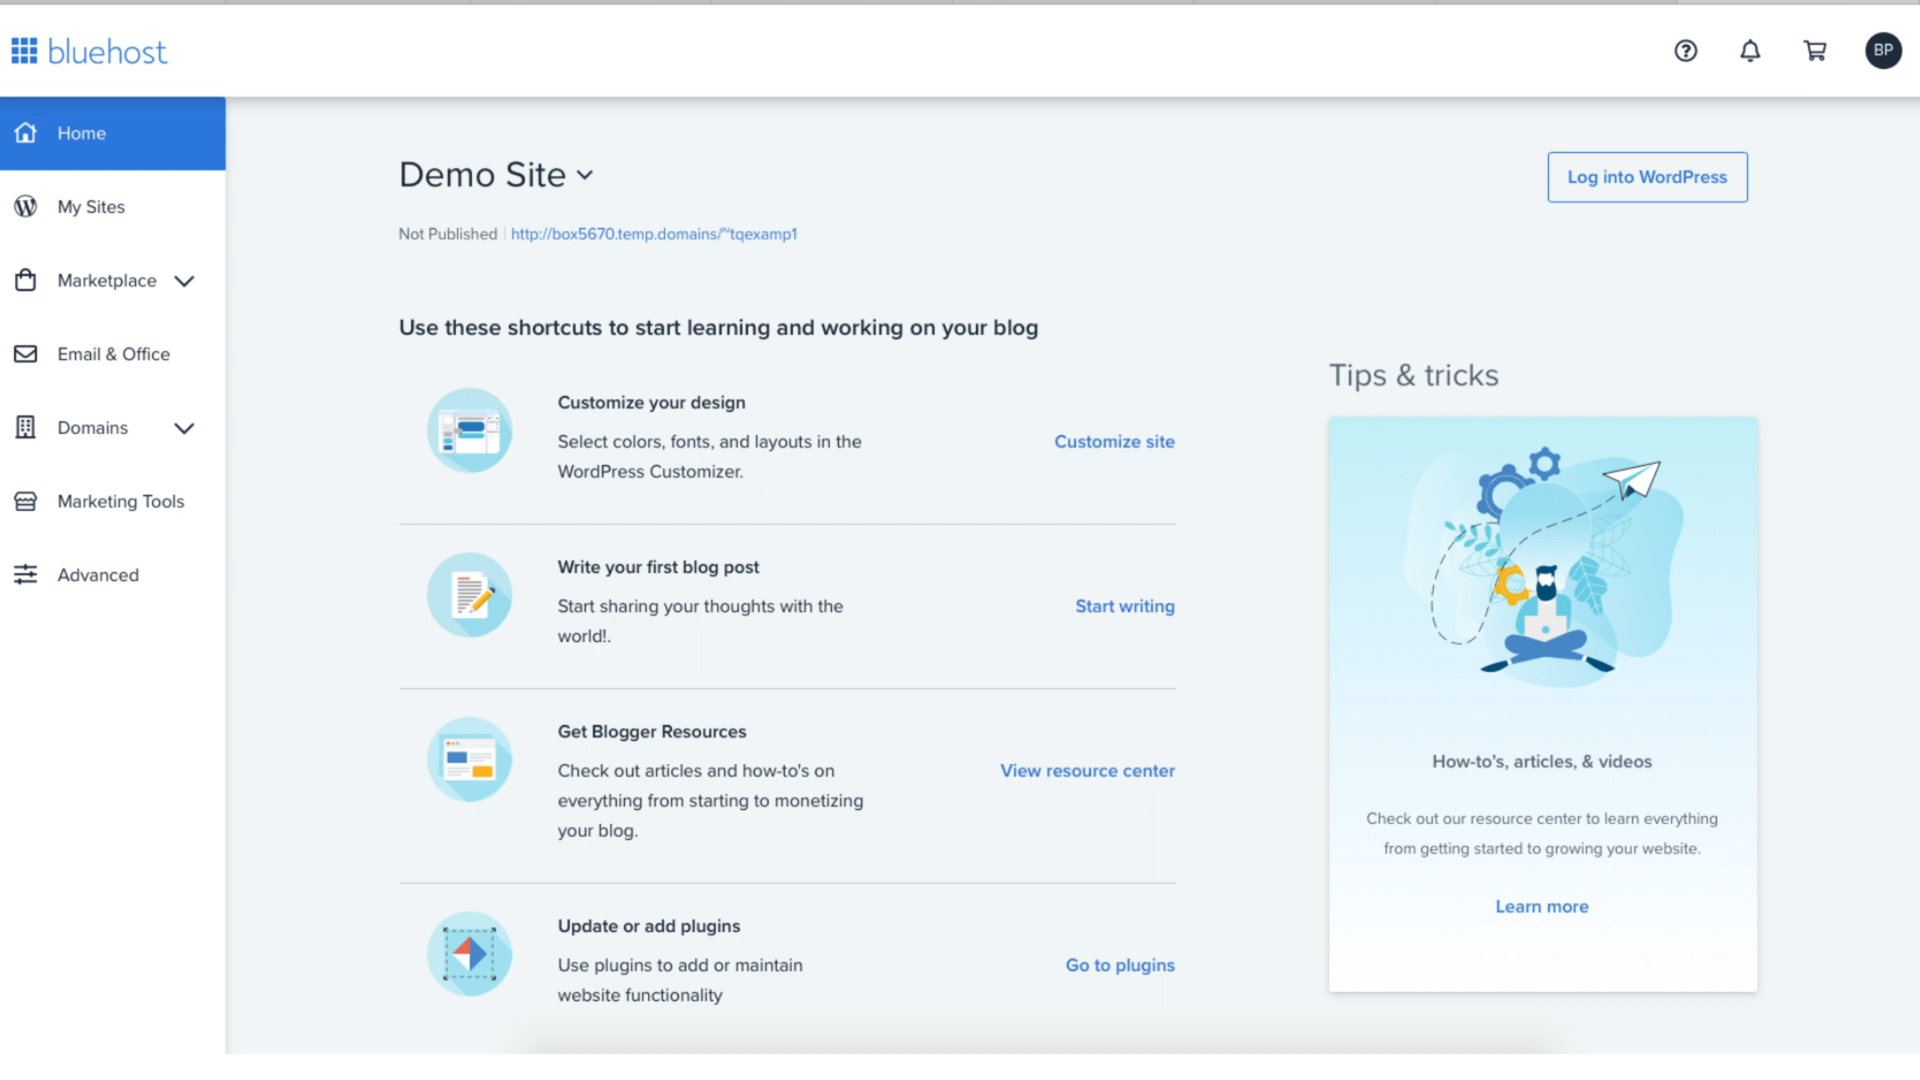 bluehost
BP
Home
My Sites
Marketplace
Email & Office
Domains
Marketing Tools
Advanced
Demo Site
Log into WordPress
Not Published http://box5670.temp.domains/~tqexamp1
Use these shortcuts to start learning and working on your blog
Customize your design
Select colors, fonts, and layouts in the
WordPress Customizer.
Customize site
Write your first blog post
Start sharing your thoughts with the
world!.
Start writing
Get Blogger Resources
Check out articles and how-to's on
everything from starting to monetizing
your blog.
View resource center
Update or add plugins
Use plugins to add or maintain
website functionality
Go to plugins
Tips & tricks
How-to's, articles, & videos
Check out our resource center to learn everything
from getting started to growing your website.
Learn more